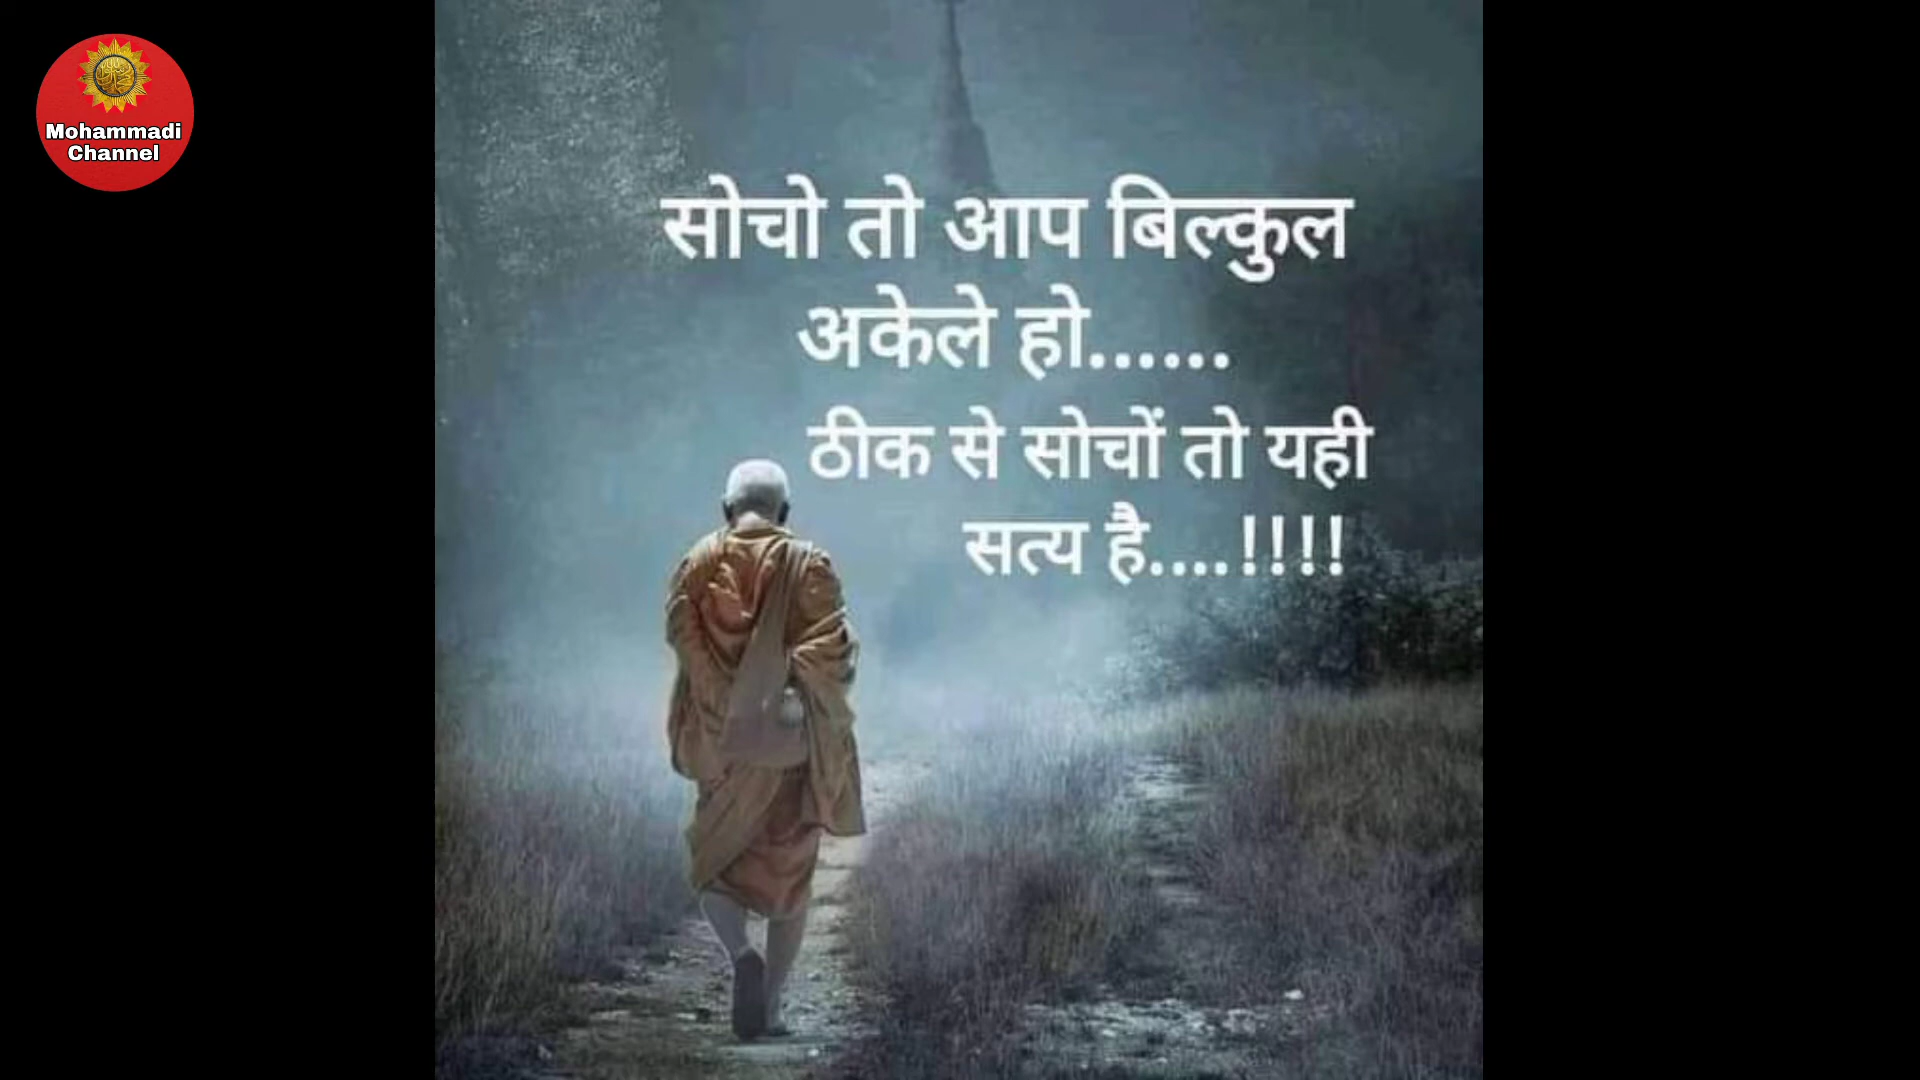 Mohammadi
Channel
सोचो तो आप बिल्कुल
अकेले हो......
ठीक से सोचों तो यही
सत्य है....!!!!